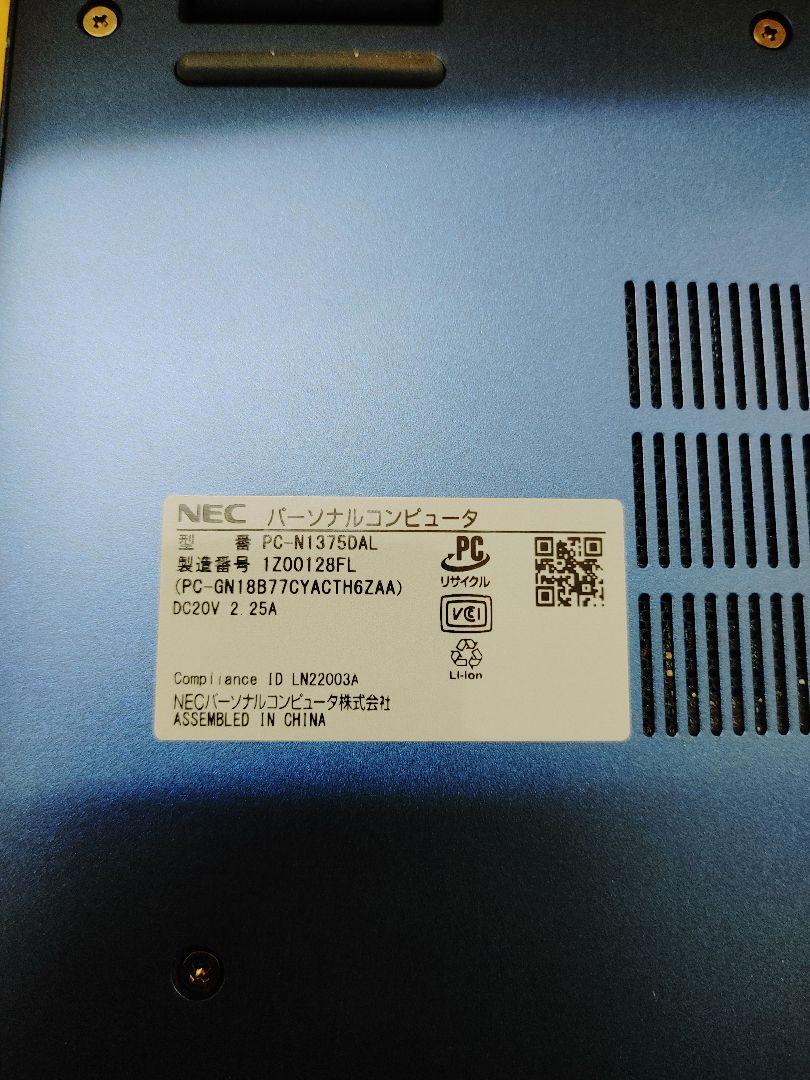 NEC パーソナルコンピュータ
型 番 PC-N1375DAL
製造番号 1Z00128FL
(PC-GN18B77CYACTH6ZAA)
DC20V 2.25A
PC
リサイクル
VCCI
Li-ion
Compliance ID LN22003A
NECパーソナルコンピュータ株式会社
ASSEMBLED IN CHINA